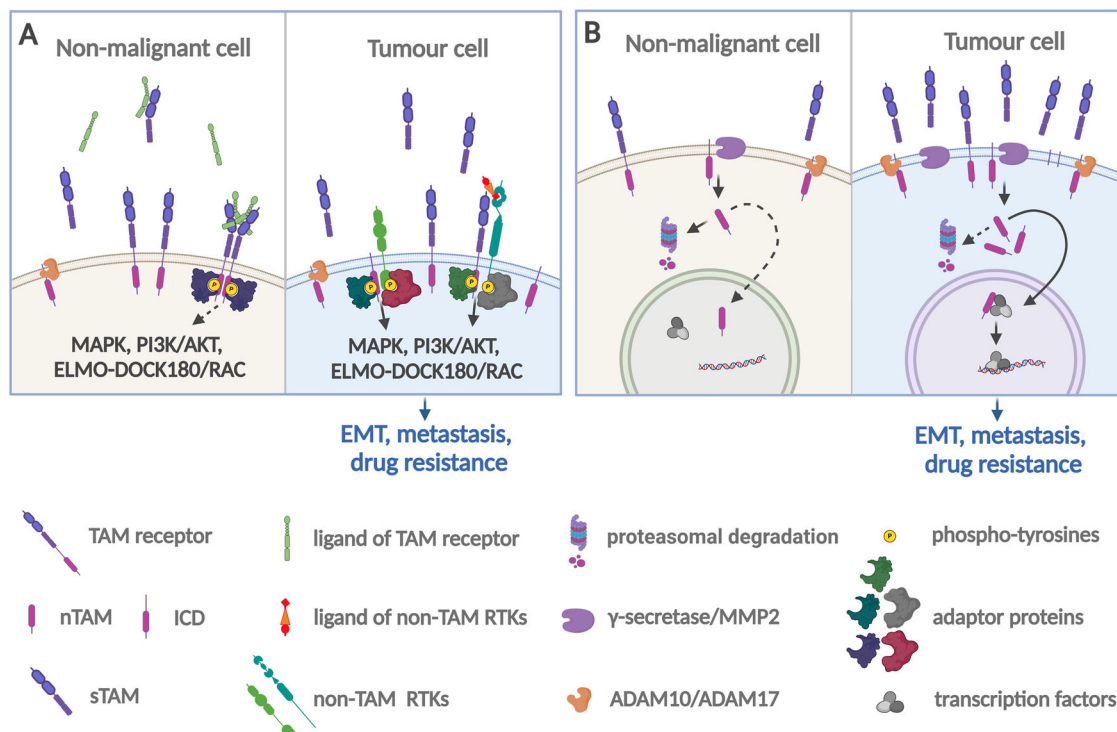 A
Non-malignant cell
Tumour cell
P
P
P
P
P
P
MAPK, PI3K/AKT,
ELMO-DOCK180/RAC
MAPK, PI3K/AKT,
ELMO-DOCK180/RAC
EMT, metastasis,
drug resistance
B
Non-malignant cell
Tumour cell
EMT, metastasis,
drug resistance
TAM receptor
ligand of TAM receptor
proteasomal degradation
P
phospho-tyrosines
nTAM
ICD
ligand of non-TAM RTKs
γ-secretase/MMP2
adaptor proteins
sTAM
non-TAM RTKs
ADAM10/ADAM17
transcription factors